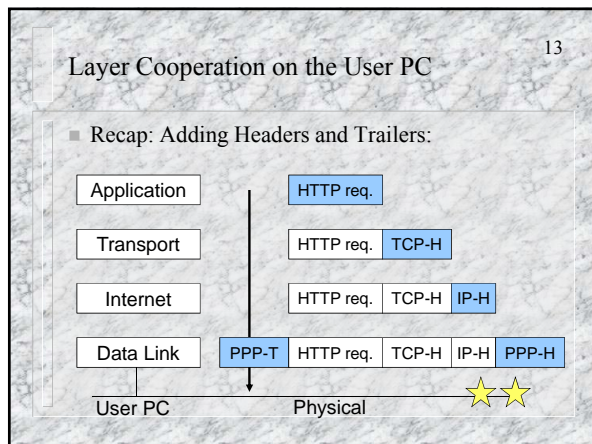 13
Layer Cooperation on the User PC
Recap: Adding Headers and Trailers:
Application HTTP req.
Transport HTTP req. TCP-H
Internet HTTP req. TCP-H IP-H
Data Link PPP-T HTTP req. TCP-H IP-H PPP-H
User PC Physical